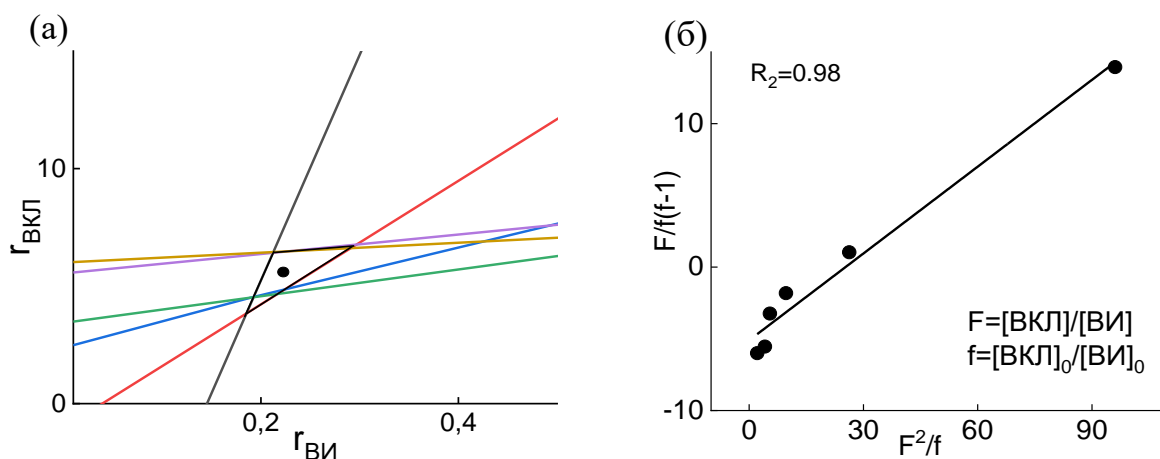 (а)
10
0
0,2
0,4
rВКЛ
rВИ
(б)
R2=0.98
10
0
-10
0
30
60
90
F/f(f-1)
F²/f
F=[ВКЛ]/[ВИ]
f=[ВКЛ]0/[ВИ]0